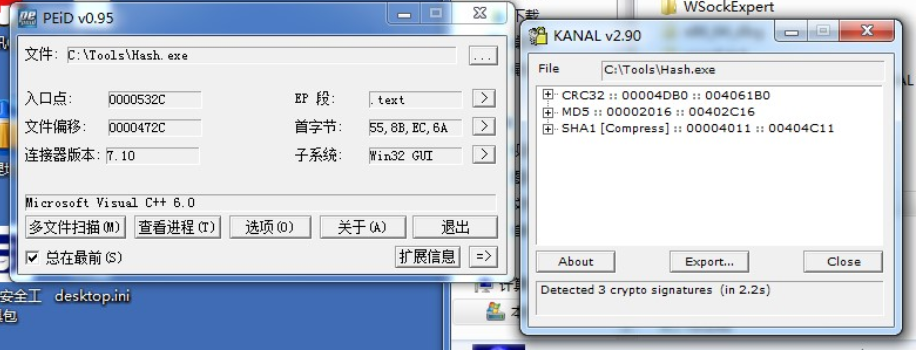 PEiD v0.95
文件: C:\Tools\Hash.exe
...
入口点: 0000532C
EP 段: .text
>
文件偏移: 0000472C
首字节: 55,8B,EC,6A
>
连接器版本: 7.10
子系统: Win32 GUI
>
Microsoft Visual C++ 6.0
多文件扫描(M) 查看进程(T) 选项(O) 关于(A) 退出
总在最前(S)
扩展信息 =>
安全工 desktop.ini
包
下载
WSockExpert
KANAL v2.90
File C:\Tools\Hash.exe
CRC32 :: 00004DB0 :: 004061B0
MD5 :: 00002016 :: 00402C16
SHA1 [Compress] :: 00004011 :: 00404C11
About Export... Close
Detected 3 crypto signatures (in 2.2s)